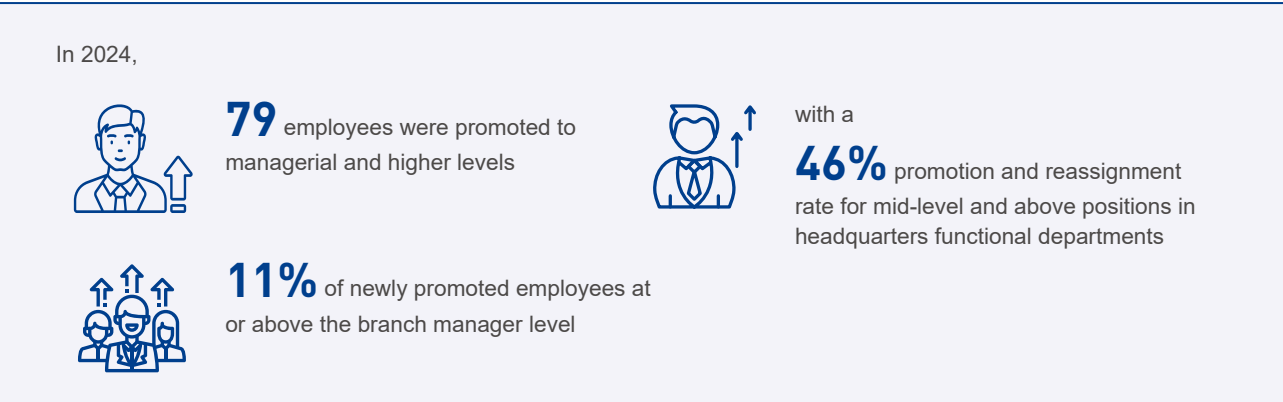 In 2024,
79 employees were promoted to
managerial and higher levels
with a
46% promotion and reassignment
rate for mid-level and above positions in
headquarters functional departments
11% of newly promoted employees at
or above the branch manager level